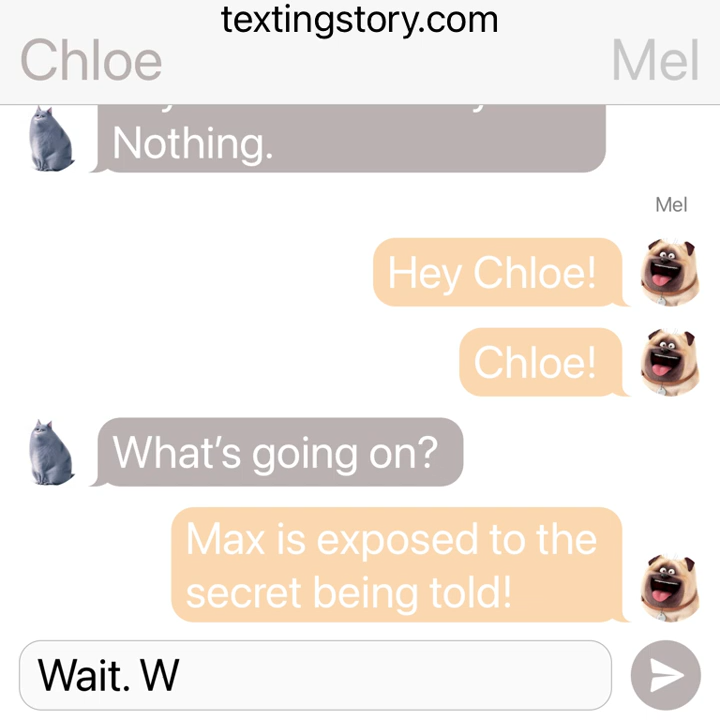 textingstory.com
Chloe
Mel
Nothing.
Mel
Hey Chloe!
Chloe!
What's going on?
Max is exposed to the
secret being told!
Wait. W